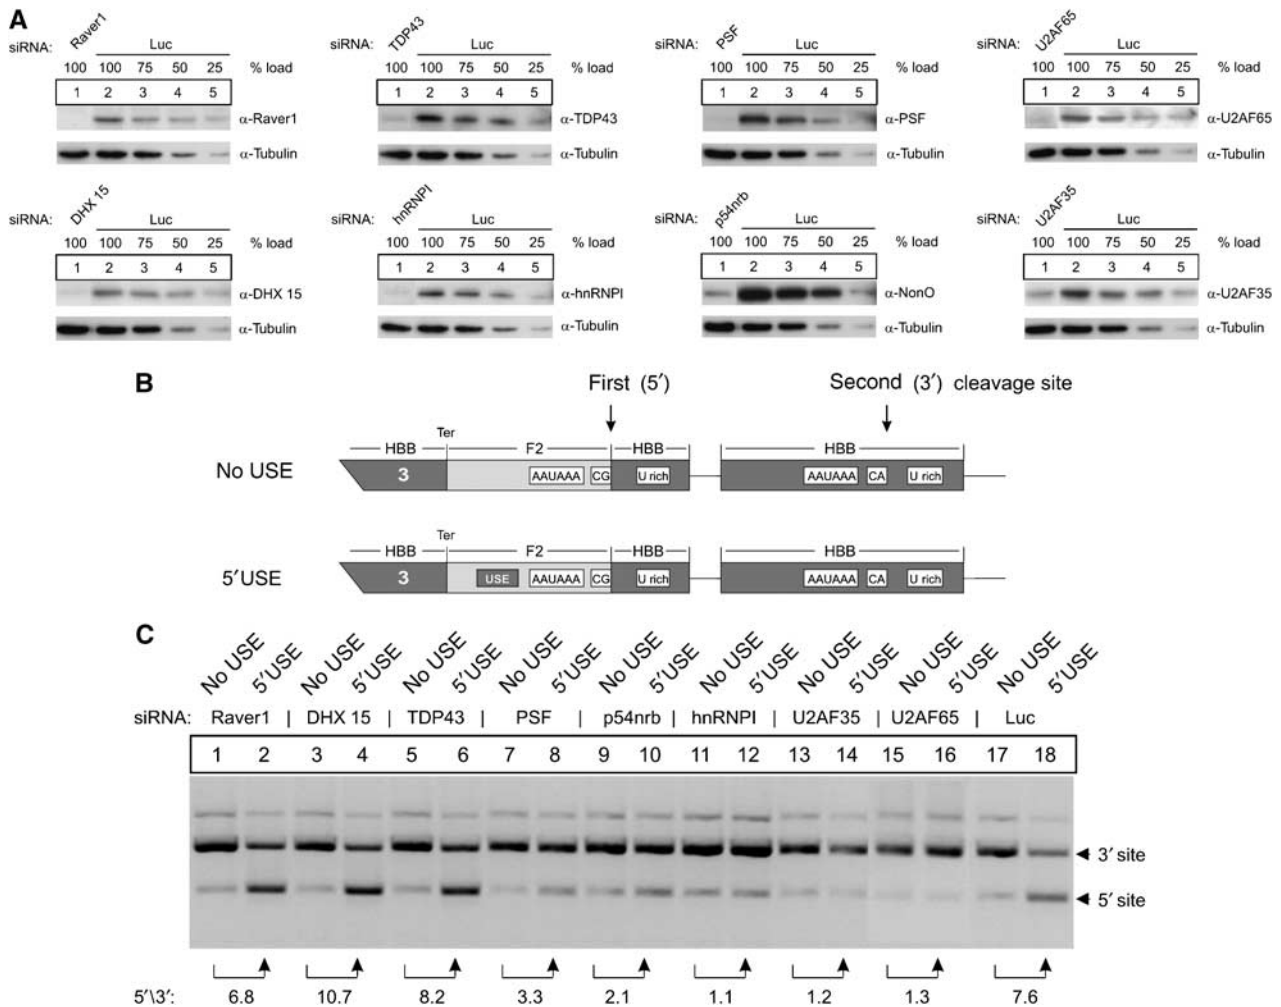 A
siRNA: Raver1 Luc
100 100 75 50 25 % load
1 2 3 4 5
α-Raver1
α-Tubulin
siRNA: TDP43 Luc
100 100 75 50 25 % load
1 2 3 4 5
α-TDP43
α-Tubulin
siRNA: PSF Luc
100 100 75 50 25 % load
1 2 3 4 5
α-PSF
α-Tubulin
siRNA: U2AF65 Luc
100 100 75 50 25 % load
1 2 3 4 5
α-U2AF65
α-Tubulin
siRNA: DHX 15 Luc
100 100 75 50 25 % load
1 2 3 4 5
α-DHX 15
α-Tubulin
siRNA: hnRNPI Luc
100 100 75 50 25 % load
1 2 3 4 5
α-hnRNPI
α-Tubulin
siRNA: p54nrb Luc
100 100 75 50 25 % load
1 2 3 4 5
α-NonO
α-Tubulin
siRNA: U2AF35 Luc
100 100 75 50 25 % load
1 2 3 4 5
α-U2AF35
α-Tubulin
B
First (5′) Second (3′) cleavage site
Ter
HBB F2 HBB HBB
No USE 3 AAUAAA CG U rich AAUAAA CA U rich
Ter
HBB F2 HBB HBB
5′USE 3 USE AAUAAA CG U rich AAUAAA CA U rich
C
No USE 5′USE No USE 5′USE No USE 5′USE No USE 5′USE No USE 5′USE No USE 5′USE No USE 5′USE No USE 5′USE No USE 5′USE
siRNA: Raver1 | DHX 15 | TDP43 | PSF | p54nrb | hnRNPI | U2AF35 | U2AF65 | Luc
1 2 3 4 5 6 7 8 9 10 11 12 13 14 15 16 17 18
3′ site
5′ site
5′\3′: 6.8 10.7 8.2 3.3 2.1 1.1 1.2 1.3 7.6